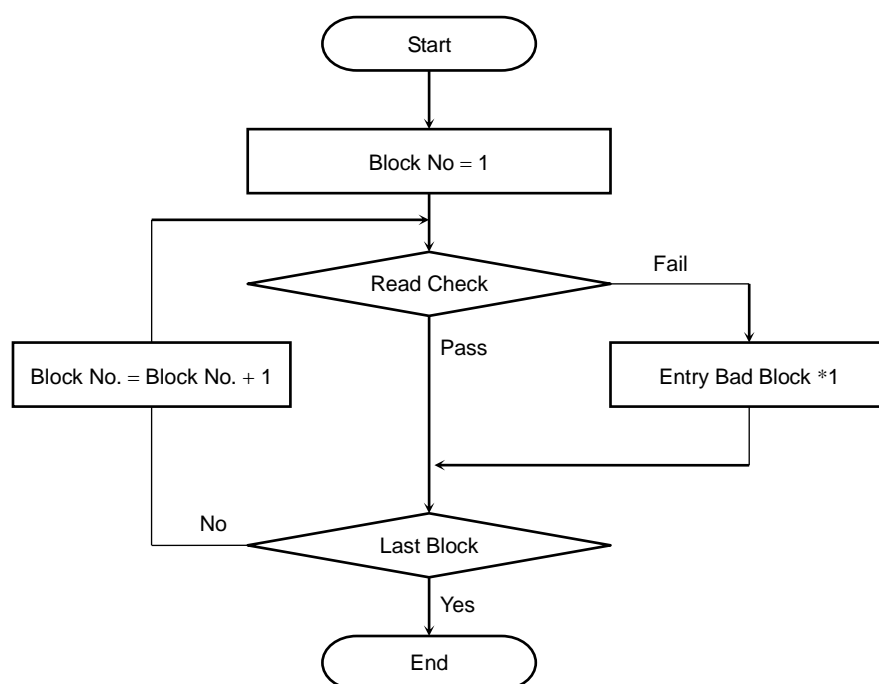 Start
Block No = 1
Read Check
Fail
Pass
Block No. = Block No. + 1
Entry Bad Block *1
No
Last Block
Yes
End